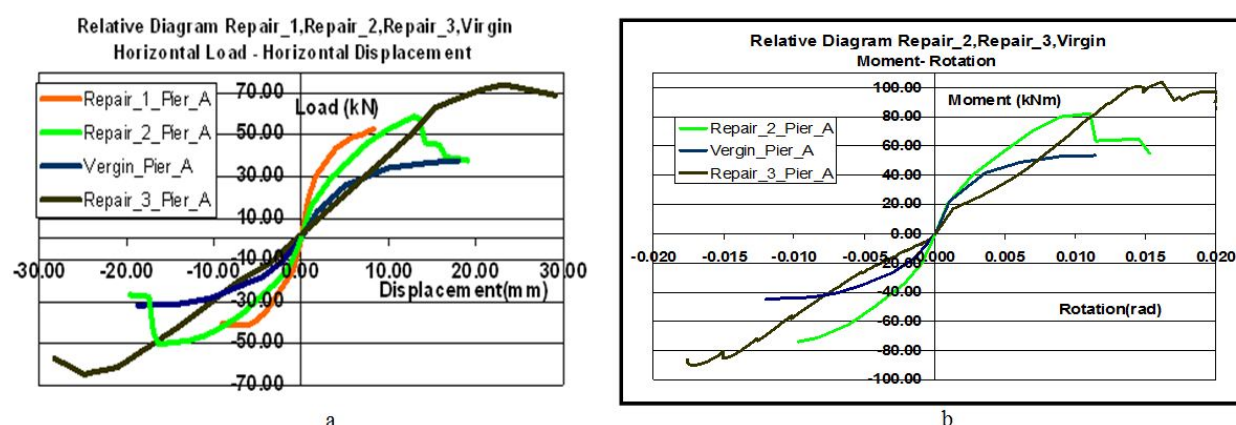 Relative Diagram Repair_1,Repair_2,Repair_3,Virgin
Horizontal Load - Horizontal Displacement
70.00
Repair_1_Pier_A
Load (kN)
Repair_2_Pier_A
50.00
Vergin_Pier_A
30.00
Repair_3_Pier_A
10.00
-30.00 -20.00 -10.00 0.00 10.00 20.00 30.00
-10.00
Displacement(mm)
-30.00
-50.00
-70.00
a
Relative Diagram Repair_2,Repair_3,Virgin
Moment- Rotation
100.00
Moment (kNm)
80.00
Repair_2_Pier_A
Vergin_Pier_A
60.00
Repair_3_Pier_A
40.00
20.00
0.00
-0.020 -0.015 -0.010 -0.005 0.000 0.005 0.010 0.015 0.020
-20.00
-40.00
Rotation(rad)
-60.00
-80.00
-100.00
b